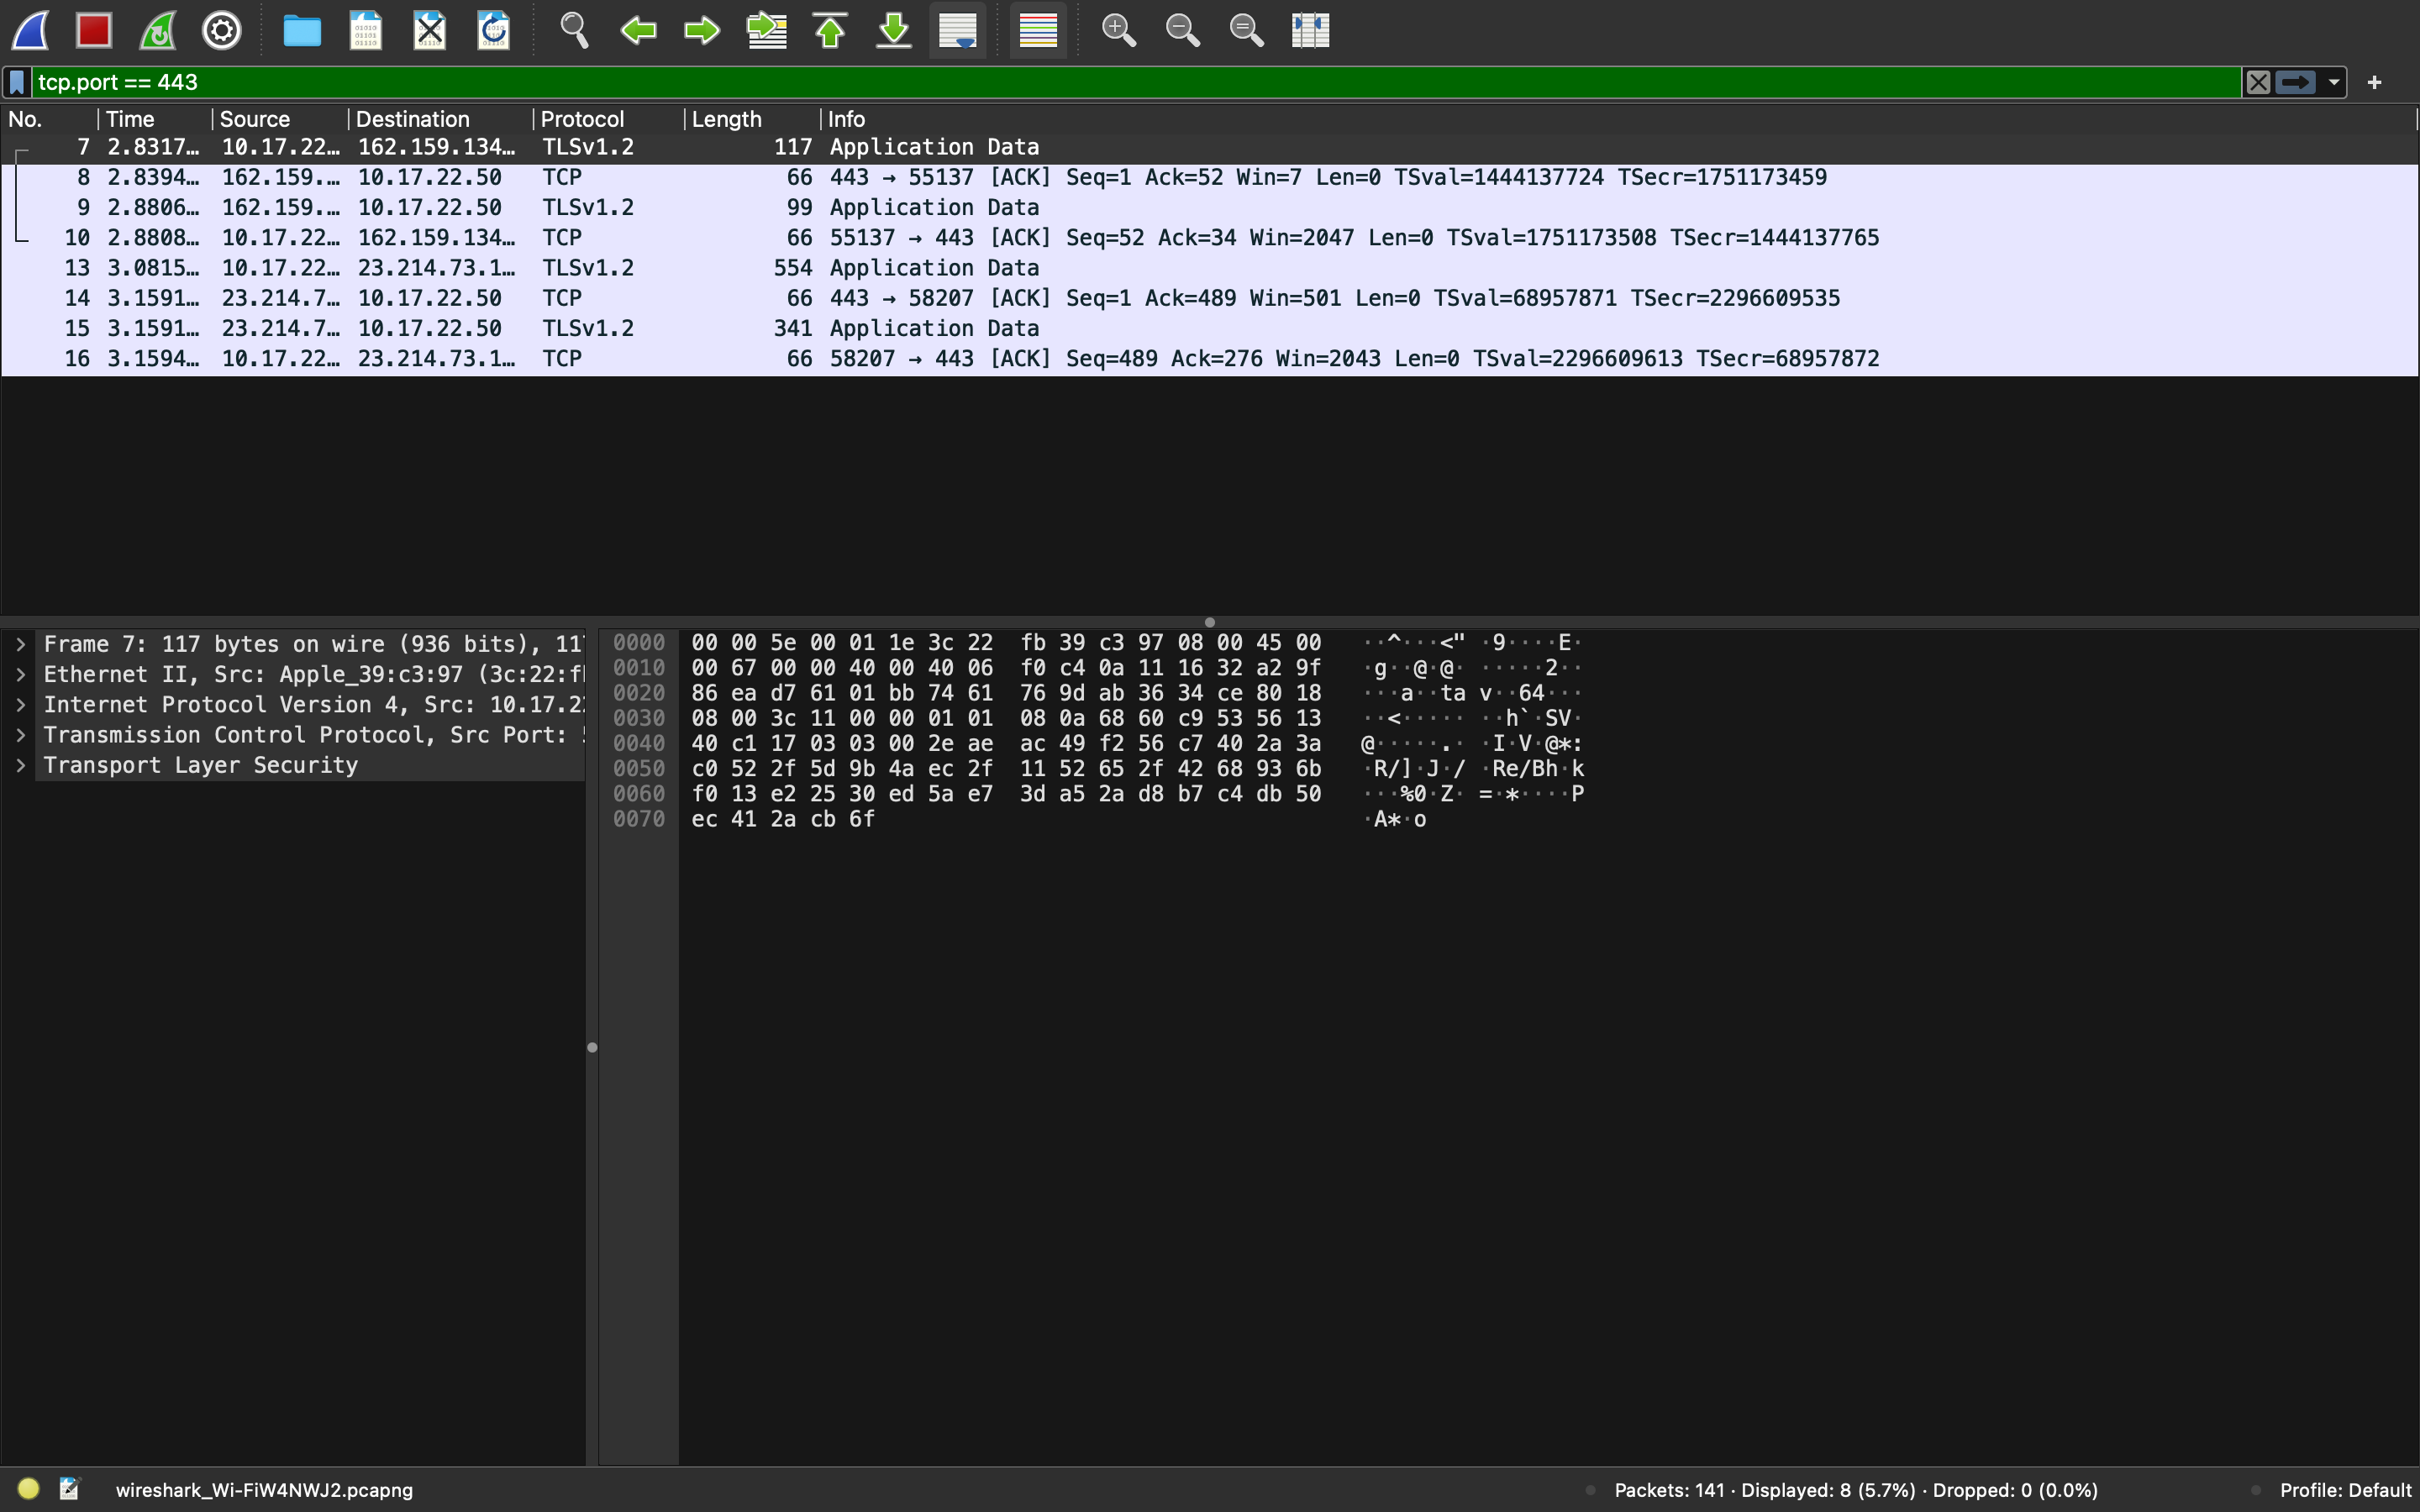 tcp.port == 443
No. Time Source Destination Protocol Length Info
7 2.8317… 10.17.22… 162.159.134… TLSv1.2 117 Application Data
8 2.8394… 162.159.… 10.17.22.50 TCP 66 443 → 55137 [ACK] Seq=1 Ack=52 Win=7 Len=0 TSval=1444137724 TSecr=1751173459
9 2.8806… 162.159.… 10.17.22.50 TLSv1.2 99 Application Data
10 2.8808… 10.17.22… 162.159.134… TCP 66 55137 → 443 [ACK] Seq=52 Ack=34 Win=2047 Len=0 TSval=1751173508 TSecr=1444137765
13 3.0815… 10.17.22… 23.214.73.1… TLSv1.2 554 Application Data
14 3.1591… 23.214.7… 10.17.22.50 TCP 66 443 → 58207 [ACK] Seq=1 Ack=489 Win=501 Len=0 TSval=68957871 TSecr=2296609535
15 3.1591… 23.214.7… 10.17.22.50 TLSv1.2 341 Application Data
16 3.1594… 10.17.22… 23.214.73.1… TCP 66 58207 → 443 [ACK] Seq=489 Ack=276 Win=2043 Len=0 TSval=2296609613 TSecr=68957872
Frame 7: 117 bytes on wire (936 bits), 11
Ethernet II, Src: Apple_39:c3:97 (3c:22:f
Internet Protocol Version 4, Src: 10.17.2
Transmission Control Protocol, Src Port:
Transport Layer Security
0000 00 00 5e 00 01 1e 3c 22 fb 39 c3 97 08 00 45 00 ··^···<" ·9····E·
0010 00 67 00 00 40 00 40 06 f0 c4 0a 11 16 32 a2 9f ·g··@·@· ·····2··
0020 86 ea d7 61 01 bb 74 61 76 9d ab 36 34 ce 80 18 ···a··ta v··64···
0030 08 00 3c 11 00 00 01 01 08 0a 68 60 c9 53 56 13 ··<····· ··h`·SV·
0040 40 c1 17 03 03 00 2e ae ac 49 f2 56 c7 40 2a 3a @·····.· ·I·V·@*:
0050 c0 52 2f 5d 9b 4a ec 2f 11 52 65 2f 42 68 93 6b ·R/]·J·/ ·Re/Bh·k
0060 f0 13 e2 25 30 ed 5a e7 3d a5 2a d8 b7 c4 db 50 ···%0·Z· =·*····P
0070 ec 41 2a cb 6f ·A*·o
wireshark_Wi-FiW4NWJ2.pcapng
Packets: 141 · Displayed: 8 (5.7%) · Dropped: 0 (0.0%)
Profile: Default